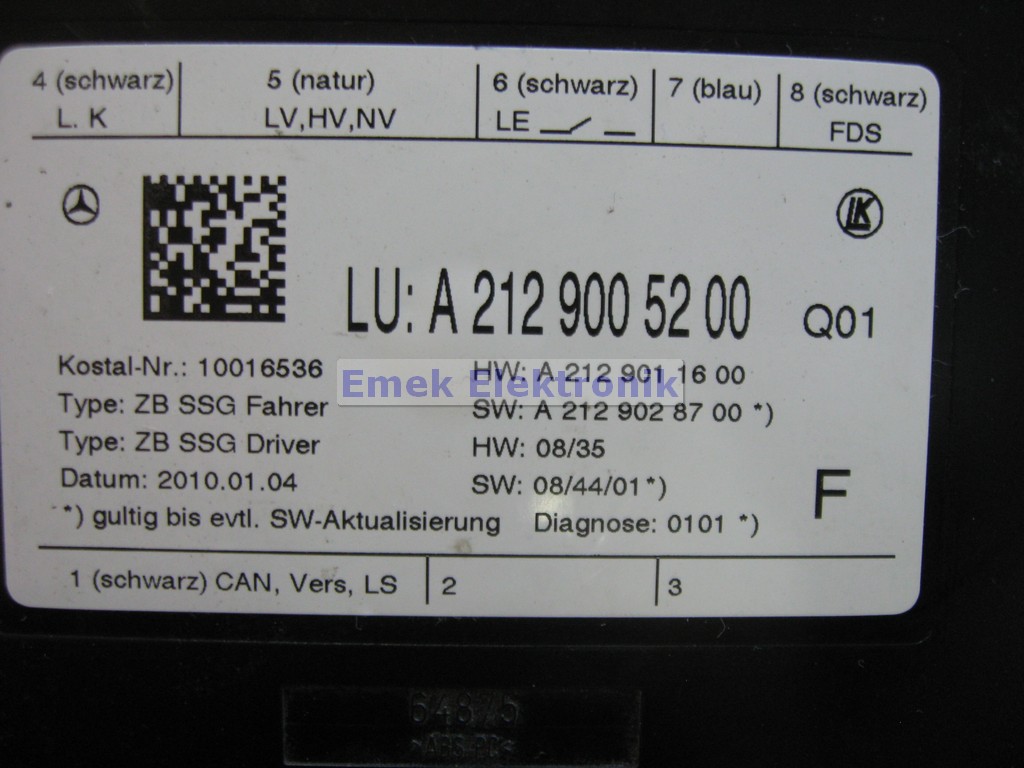 4 (schwarz) 5 (natur) 6 (schwarz) 7 (blau) 8 (schwarz)
L. K LV,HV,NV LE FDS
LK
LU: A 212 900 52 00 Q01
Kostal-Nr.: 10016536 HW: A 212 901 16 00
Emek Elektronik
Type: ZB SSG Fahrer SW: A 212 902 87 00 *)
Type: ZB SSG Driver HW: 08/35
Datum: 2010.01.04 SW: 08/44/01*) F
*) gultig bis evtl. SW-Aktualisierung Diagnose: 0101 *)
1 (schwarz) CAN, Vers, LS 2 3
64875